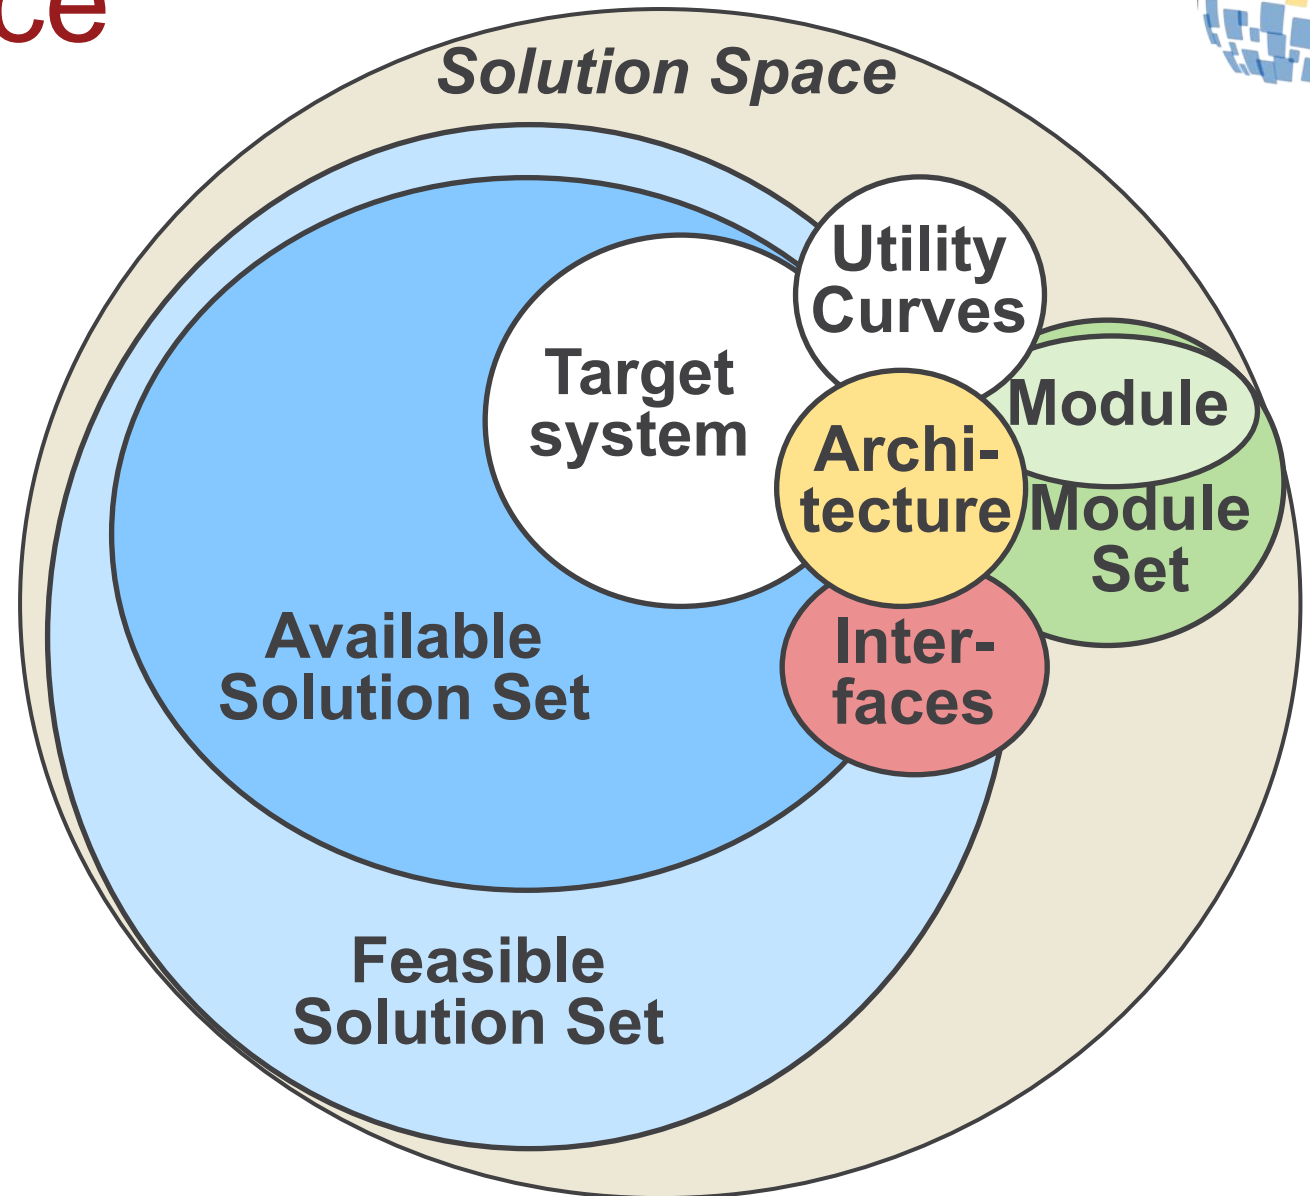 ce
Solution Space
Utility
Curves
Target
system
Module
Archi-
tecture
Module
Set
Inter-
faces
Available
Solution Set
Feasible
Solution Set